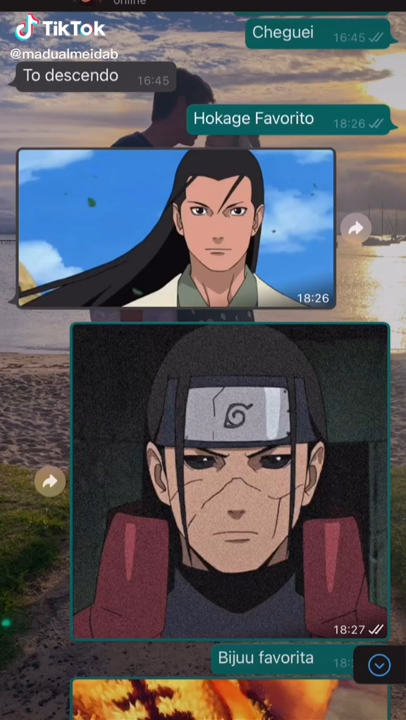 online
TikTok
@madualmeidab
Cheguei 16:45
To descendo 16:45
Hokage Favorito 18:26
18:26
18:27
Bijuu favorita